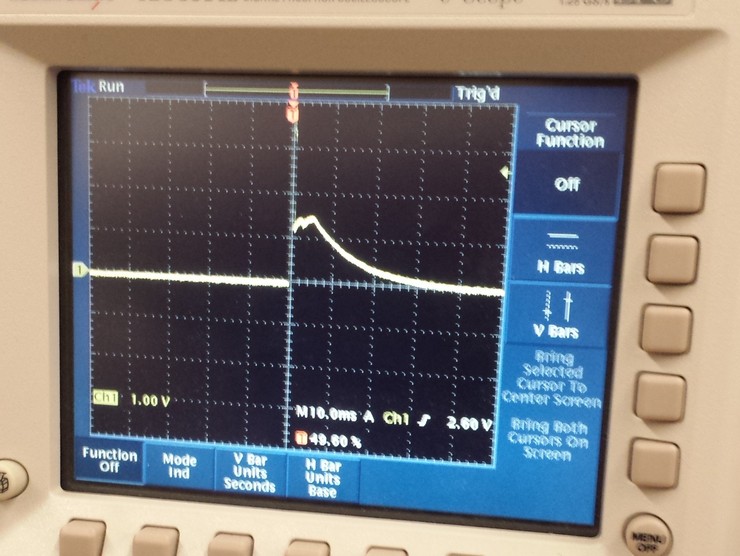 Tek Run
Trig'd
Cursor
Function
Off
H Bars
V Bars
Bring
Selected
Cursor To
Center Screen
Bring Both
Cursors On
Screen
1
Ch1 1.00 V
M10.0ms A Ch1 2.60 V
49.60 %
Function
Off
Mode
Ind
V Bar
Units
Seconds
H Bar
Units
Base
MENU
OFF